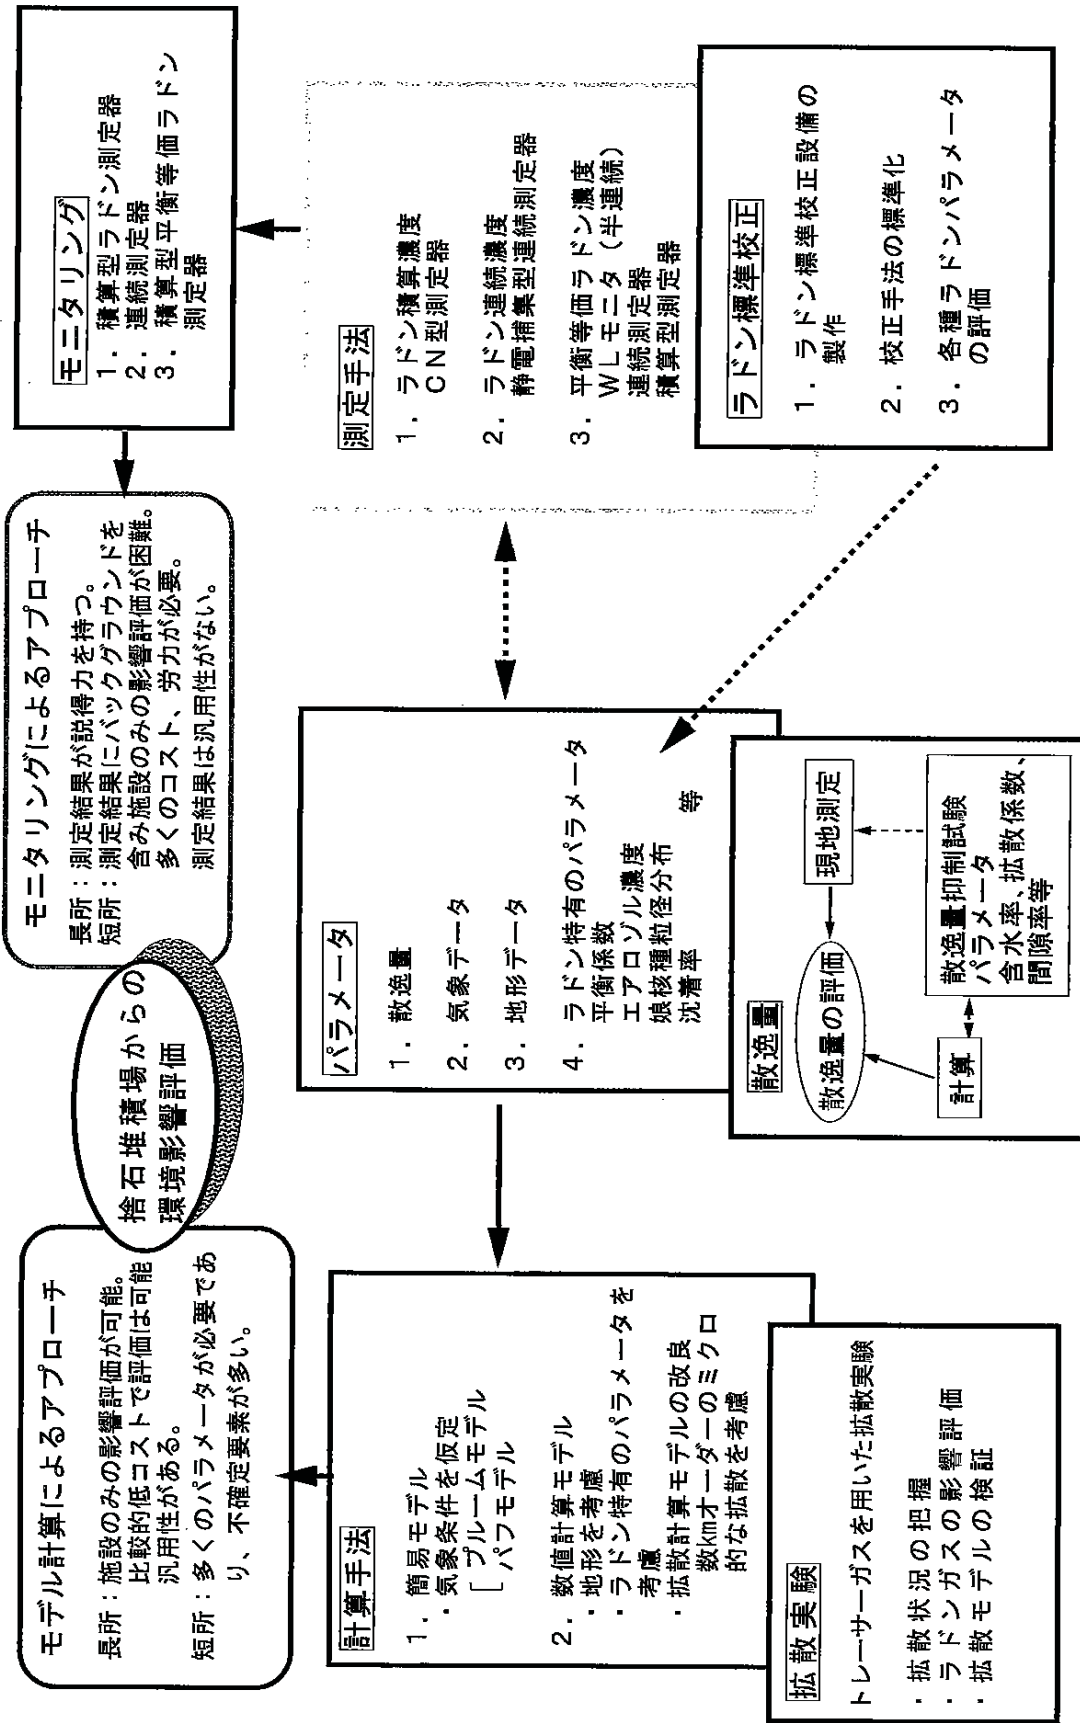 捨石堆積場からの
環境影響評価
モデル計算によるアプローチ
長所：施設のみの影響評価が可能。
比較的低コストで評価は可能
汎用性がある。
短所：多くのパラメータが必要であ
り、不確定要素が多い。
モニタリングによるアプローチ
長所：測定結果が説得力を持つ。
短所：測定結果にバックグラウンドを
含み施設のみの影響評価が困難。
多くのコスト、労力が必要。
測定結果は汎用性がない。
モニタリング
1．積算型ラドン測定器
2．連続測定器
3．積算型平衡等価ラドン
測定器
計算手法
1．簡易モデル
・気象条件を仮定
［プルームモデル
パフモデル
2．数値計算モデル
・地形を考慮
・ラドン特有のパラメータを
考慮
・拡散計算モデルの改良
数kmオーダーのミクロ
的な拡散を考慮
パラメータ
1．散逸量
2．気象データ
3．地形データ
4．ラドン特有のパラメータ
平衡係数
エアロゾル濃度
娘核種粒径分布
沈着率　等
測定手法
1．ラドン積算濃度
CN型測定器
2．ラドン連続濃度
静電捕集型連続測定器
3．平衡等価ラドン濃度
WLモニタ（半連続）
連続測定器
積算型測定器
拡散実験
トレーサーガスを用いた拡散実験
・拡散状況の把握
・ラドンガスの影響評価
・拡散モデルの検証
散逸量
散逸量の評価
現地測定
計算
散逸量抑制試験
パラメータ
含水率、拡散係数、
間隙率等
ラドン標準校正
1．ラドン標準校正設備の
製作
2．校正手法の標準化
3．各種ラドンパラメータ
の評価